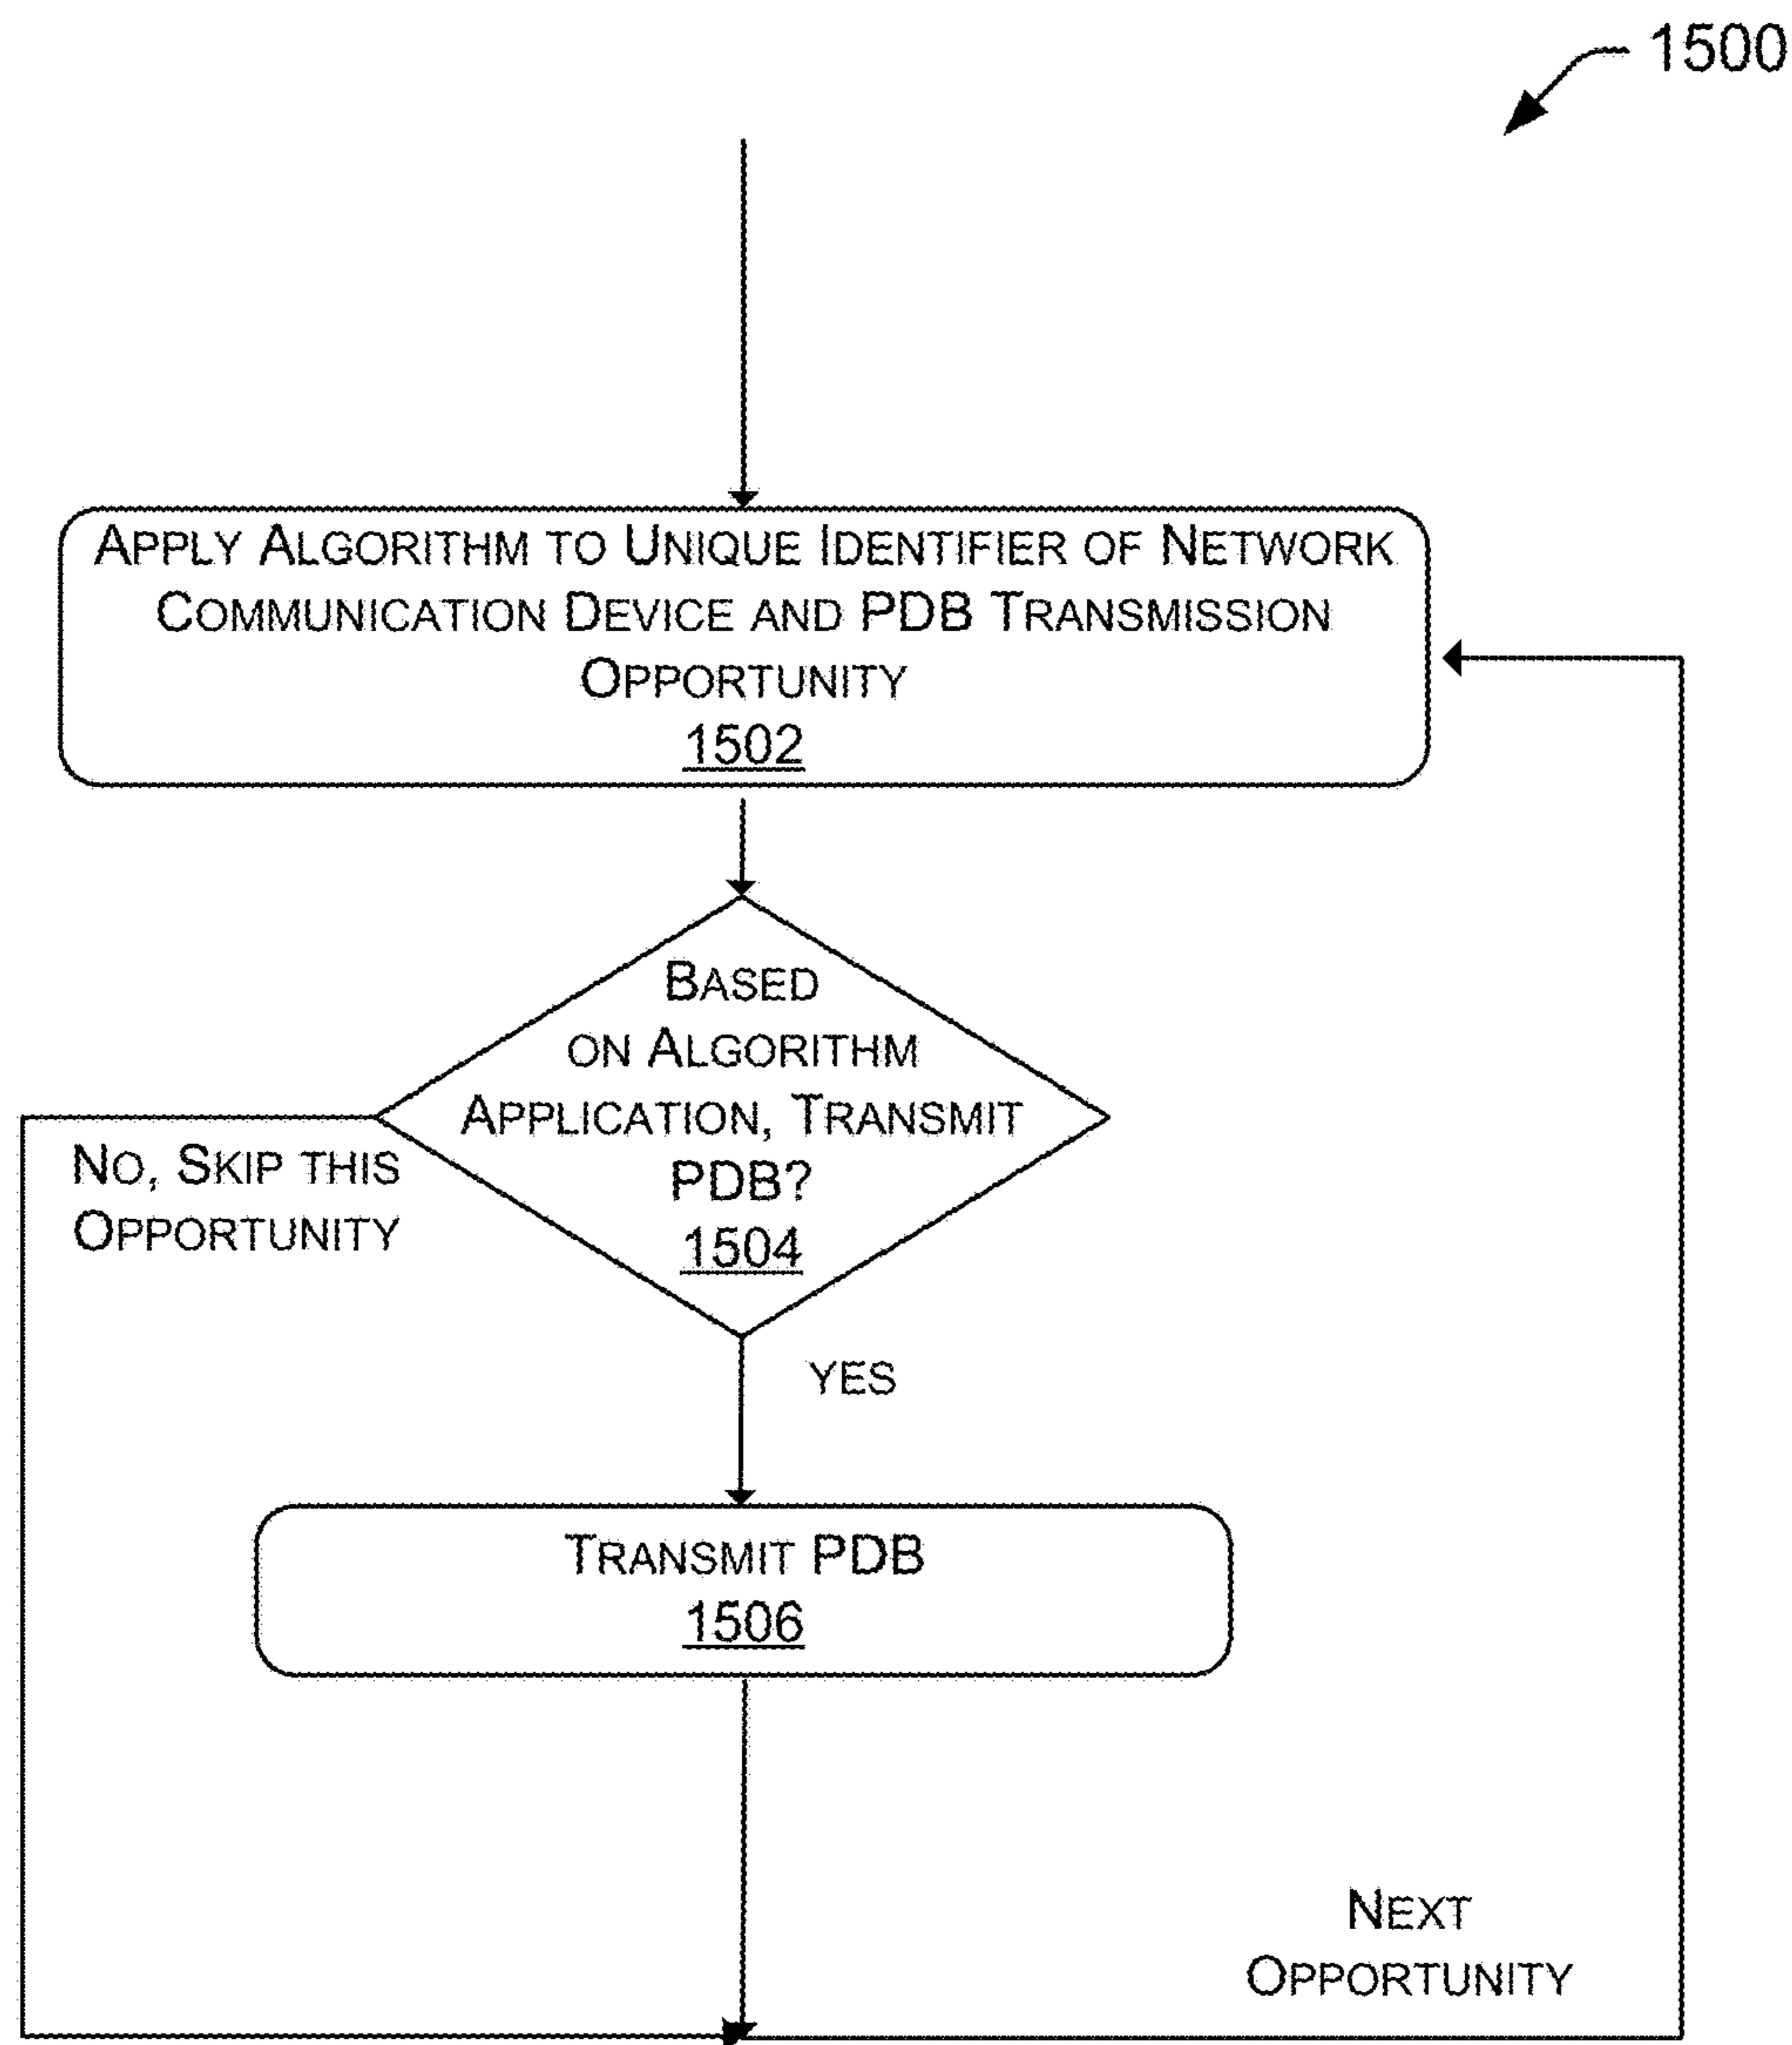 1500
APPLY ALGORITHM TO UNIQUE IDENTIFIER OF NETWORK
COMMUNICATION DEVICE AND PDB TRANSMISSION
OPPORTUNITY
1502
BASED
ON ALGORITHM
APPLICATION, TRANSMIT
PDB?
1504
NO, SKIP THIS
OPPORTUNITY
YES
TRANSMIT PDB
1506
NEXT
OPPORTUNITY